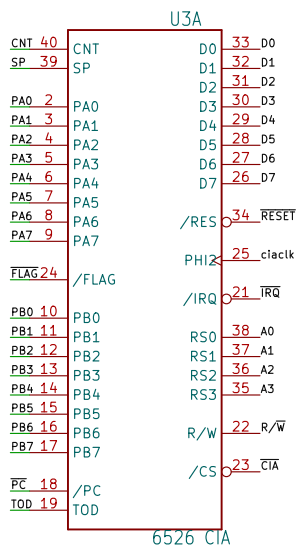 U3A
CNT 40 CNT D0 33 D0
SP 39 SP D1 32 D1
D2 31 D2
PA0 2 PA0 D3 30 D3
PA1 3 PA1 D4 29 D4
PA2 4 PA2 D5 28 D5
PA3 5 PA3 D6 27 D6
PA4 6 PA4 D7 26 D7
PA5 7 PA5
PA6 8 PA6 /RES 34 RESET
PA7 9 PA7
PHI2 25 ciaclk
FLAG 24 /FLAG
/IRQ 21 IRQ
PB0 10 PB0
PB1 11 PB1 RS0 38 A0
PB2 12 PB2 RS1 37 A1
PB3 13 PB3 RS2 36 A2
PB4 14 PB4 RS3 35 A3
PB5 15 PB5
PB6 16 PB6 R/W 22 R/W
PB7 17 PB7
/CS 23 CIA
PC 18 /PC
TOD 19 TOD
6526 CIA